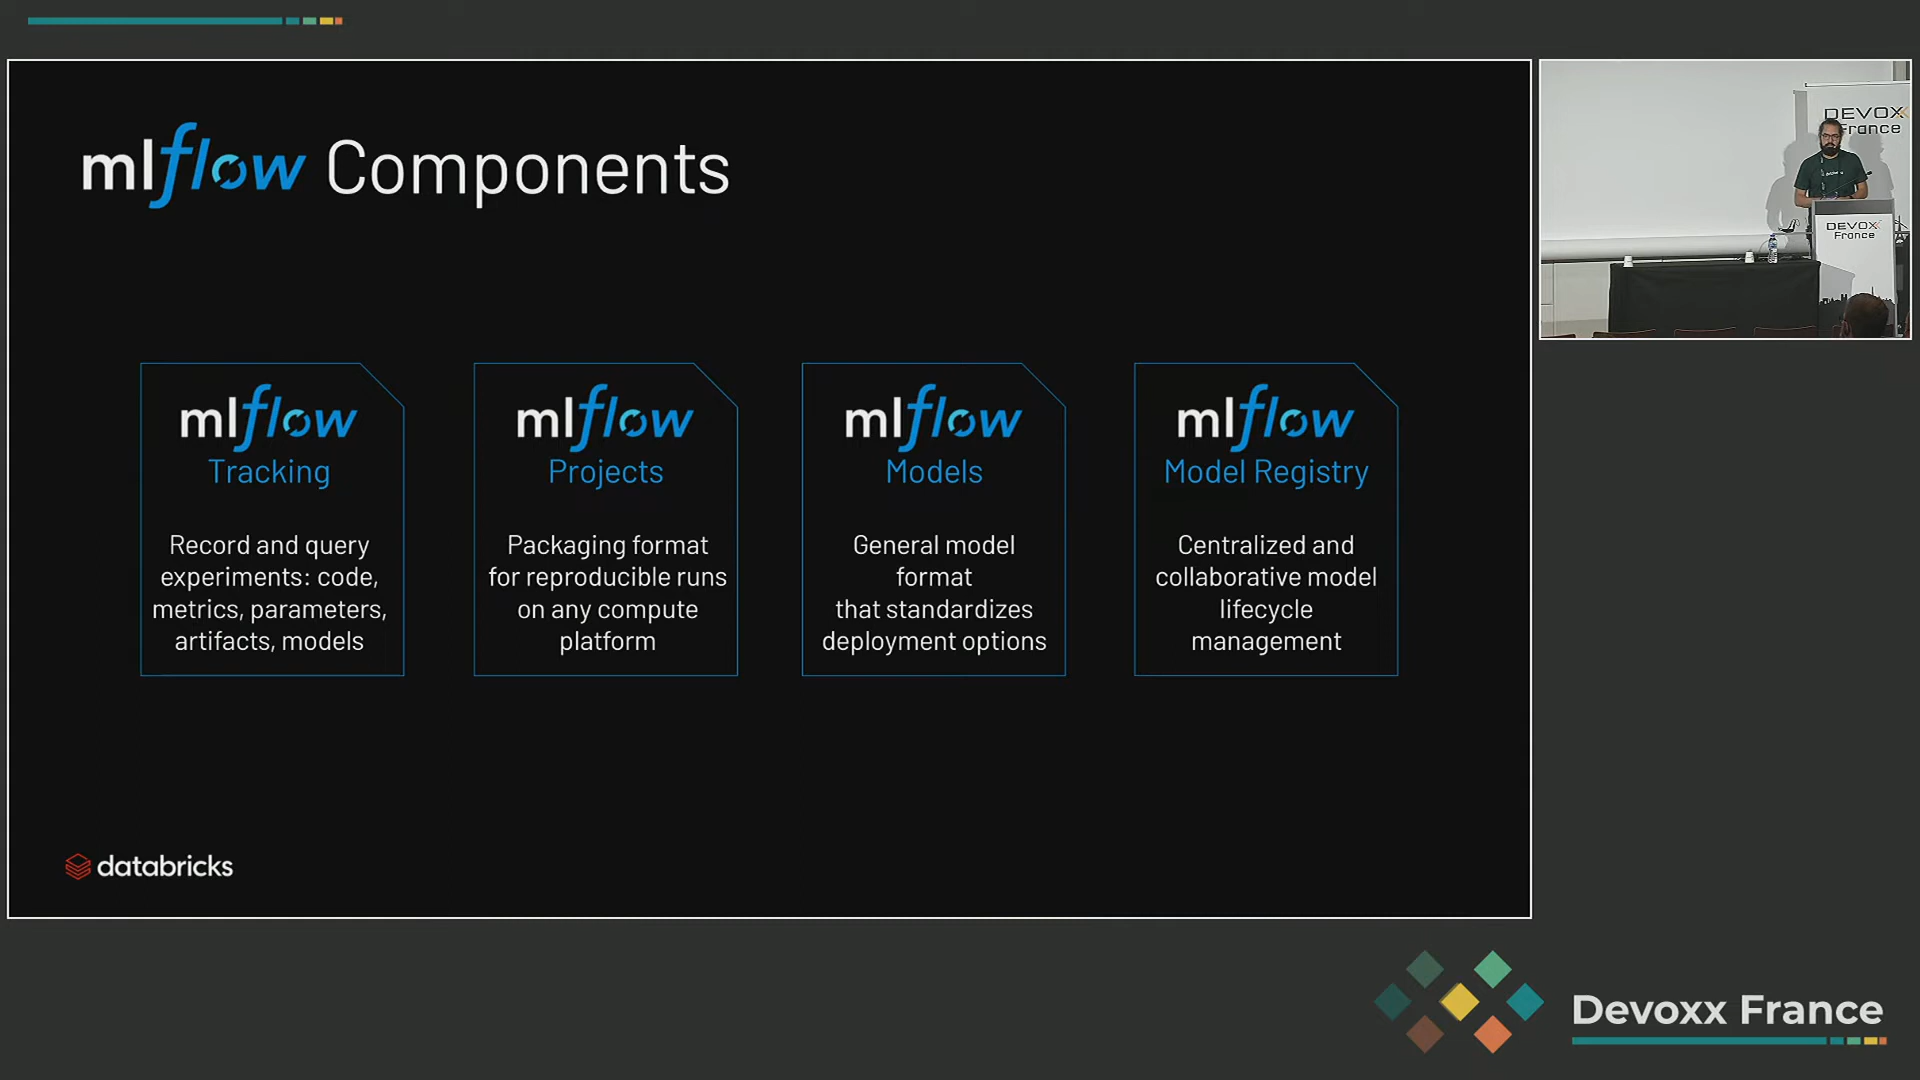 mlflow Components
mlflow
Tracking
Record and query
experiments: code,
metrics, parameters,
artifacts, models
mlflow
Projects
Packaging format
for reproducible runs
on any compute
platform
mlflow
Models
General model
format
that standardizes
deployment options
mlflow
Model Registry
Centralized and
collaborative model
lifecycle
management
databricks
DEVOXX
France
DEVOXX
France
Devoxx France